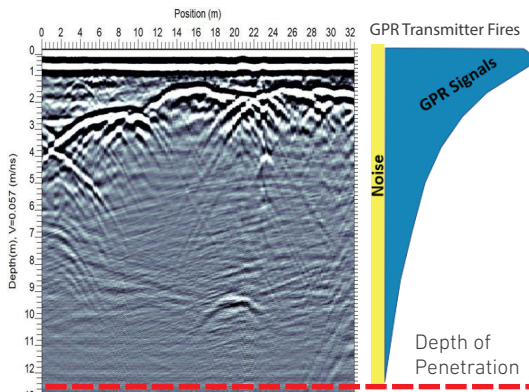 Position (m)
0 2 4 6 8 10 12 14 16 18 20 22 24 26 28 30 32
Depth(m), V=0.057 (m/ns)
0
1
2
3
4
5
6
7
8
9
10
11
12
GPR Transmitter Fires
GPR Signals
Noise
Depth of
Penetration